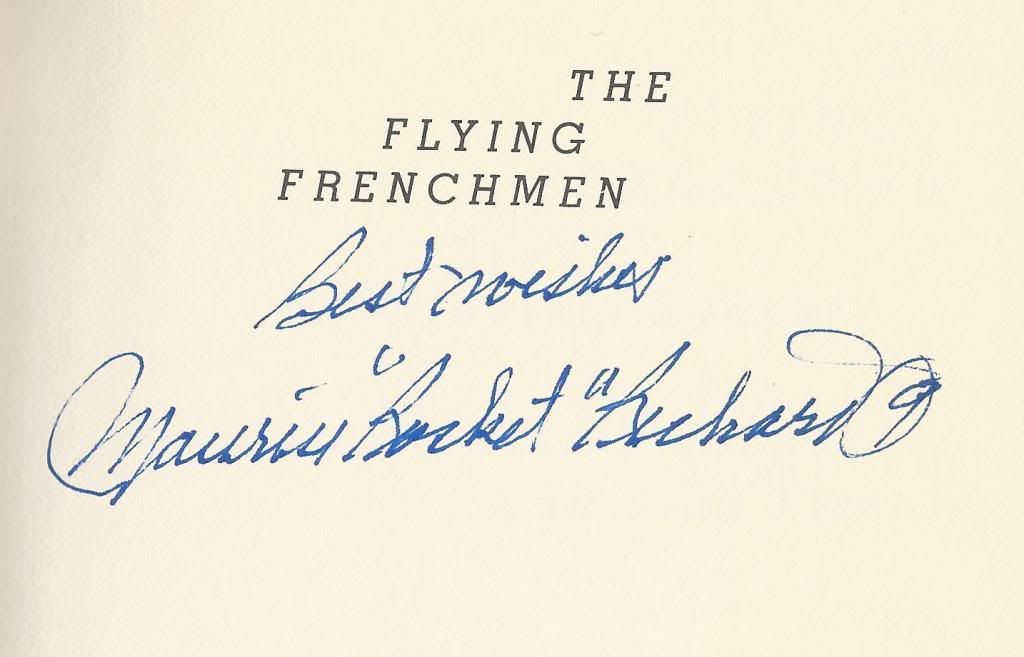 THE
FLYING
FRENCHMEN
Best wishes
Maurice "Rocket" Richard 9